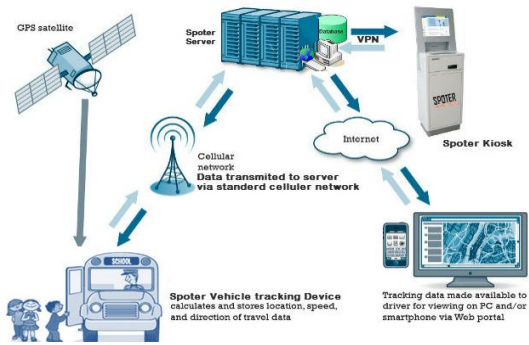 GPS satellite
Spoter
Server
Database
VPN
SPOTER
Spoter Kiosk
Internet
Cellular
network
Data transmited to server
via standerd celluler network
SCHOOL
Spoter Vehicle tracking Device
calculates and stores location, speed,
and direction of travel data
Tracking data made available to
driver for viewing on PC and/or
smartphone via Web portal